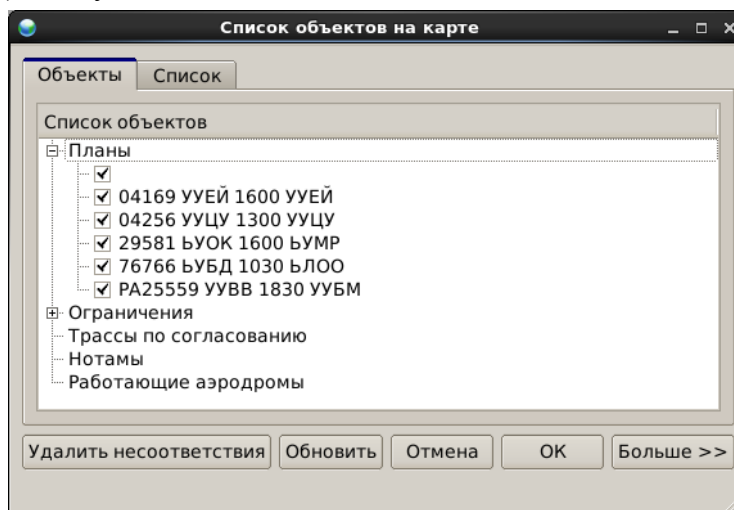 Список объектов на карте
Объекты Список
Список объектов
Планы
04169 УУЕЙ 1600 УУЕЙ
04256 УУЦУ 1300 УУЦУ
29581 ЬУОК 1600 ЬУМР
76766 ЬУБД 1030 ЬЛОО
РА25559 УУВВ 1830 УУБМ
Ограничения
Трассы по согласованию
Нотамы
Работающие аэродромы
Удалить несоответствия Обновить Отмена OK Больше >>